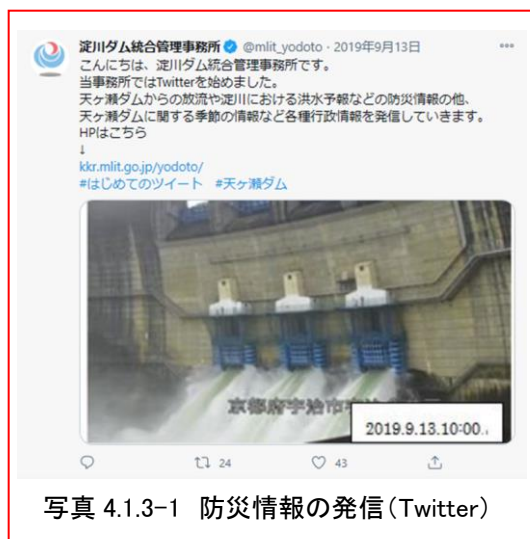 淀川ダム統合管理事務所 @mlit_yodoto · 2019年9月13日
こんにちは、淀川ダム統合管理事務所です。
当事務所ではTwitterを始めました。
天ヶ瀬ダムからの放流や淀川における洪水予報などの防災情報の他、
天ヶ瀬ダムに関する季節の情報など各種行政情報を発信していきます。
HPはこちら
↓
kkr.mlit.go.jp/yodoto/
#はじめてのツイート #天ヶ瀬ダム
京都府宇治市宇治
2019.9.13.10:00.
24 43
写真 4.1.3-1 防災情報の発信(Twitter)